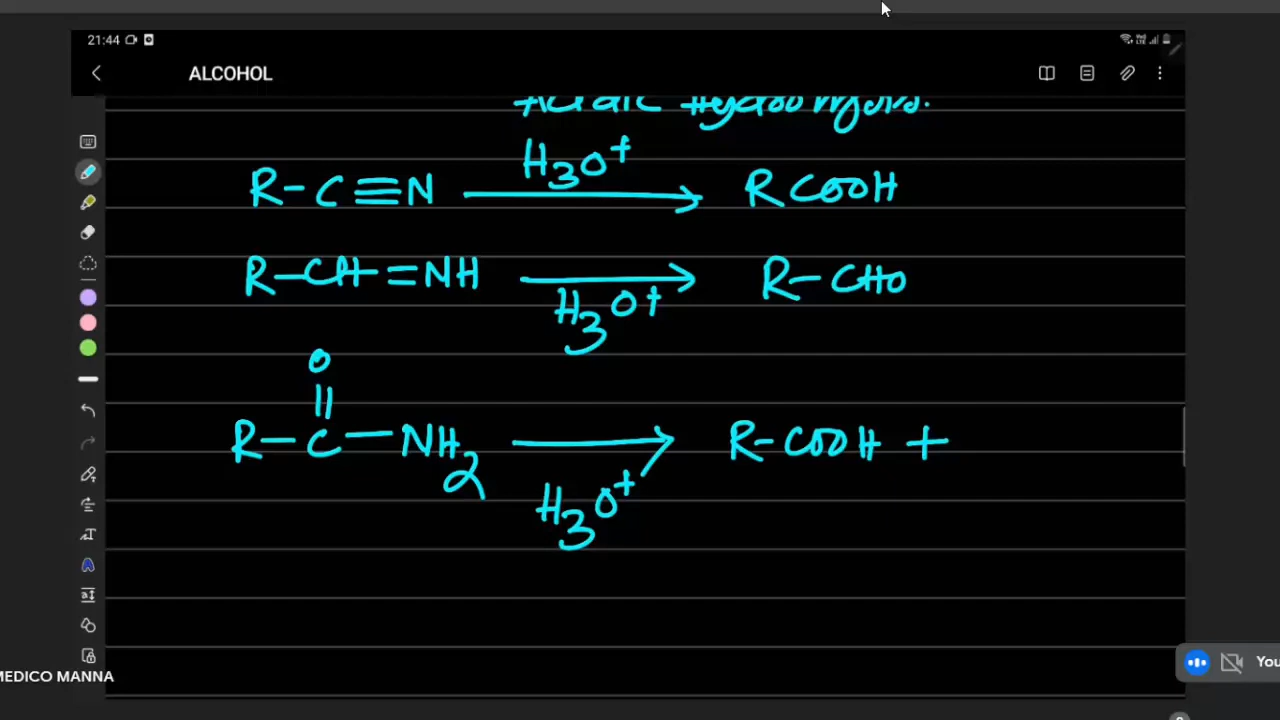 21:44
ALCOHOL
H3O+
R-C≡N → RCOOH
R-CH=NH → R-CHO
H3O+
O
||
R-C-NH2 → R-COOH +
H3O+
MEDICO MANNA
You